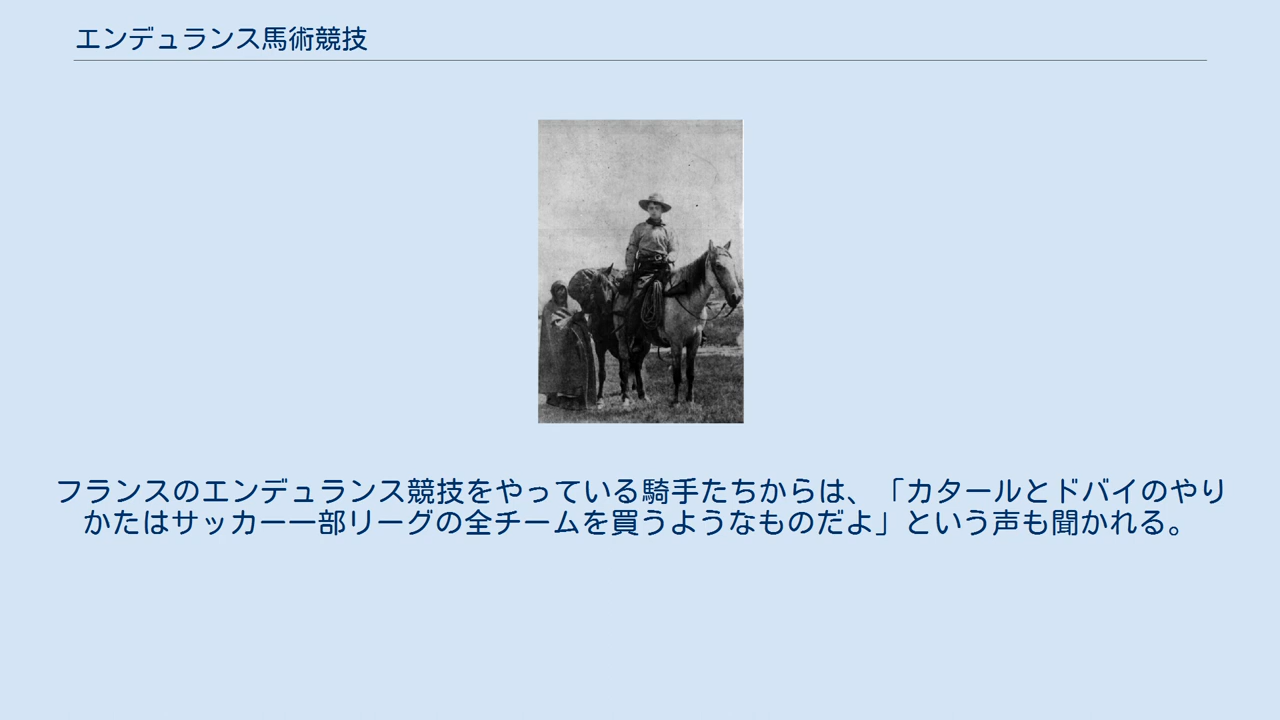 エンデュランス馬術競技
フランスのエンデュランス競技をやっている騎手たちからは、「カタールとドバイのやり
かたはサッカー一部リーグの全チームを買うようなものだよ」という声も聞かれる。